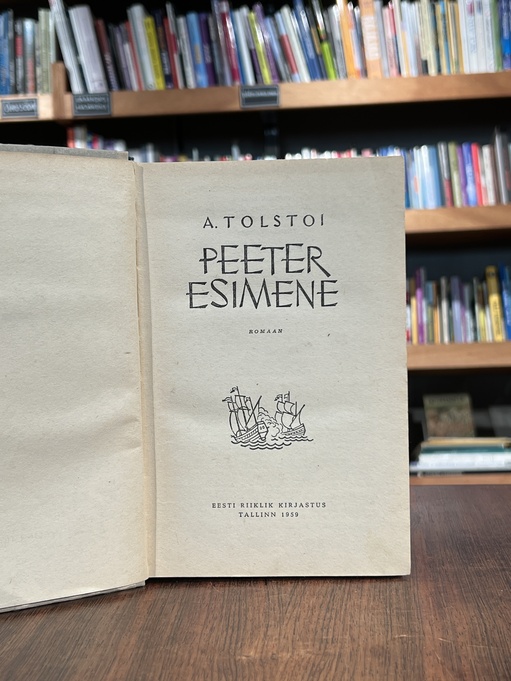 A. TOLSTOI
PEETER
ESIMENE
ROMAAN
EESTI RIIKLIK KIRJASTUS
TALLINN 1959